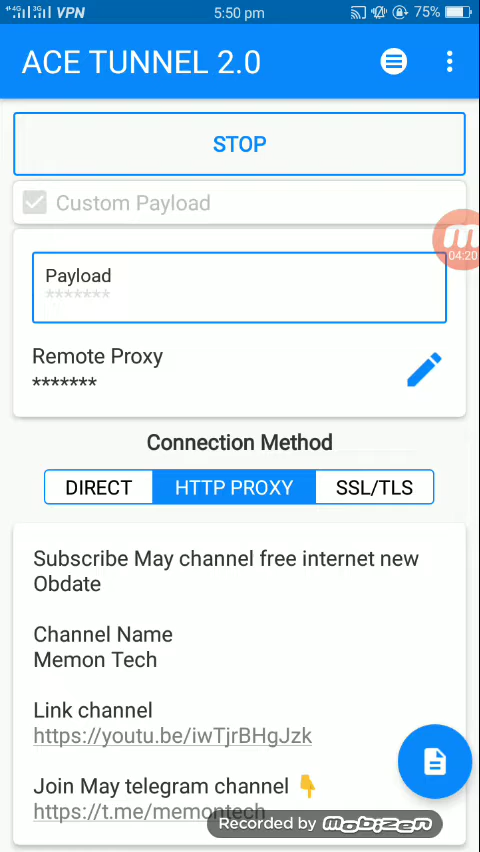 4G 3G VPN 5:50 pm 75%
ACE TUNNEL 2.0
STOP
Custom Payload
04:20
Payload
*******
Remote Proxy
*******
Connection Method
DIRECT HTTP PROXY SSL/TLS
Subscribe May channel free internet new
Obdate
Channel Name
Memon Tech
Link channel
https://youtu.be/iwTjrBHgJzk
Join May telegram channel 👇
https://t.me/memontech
Recorded by mobizen